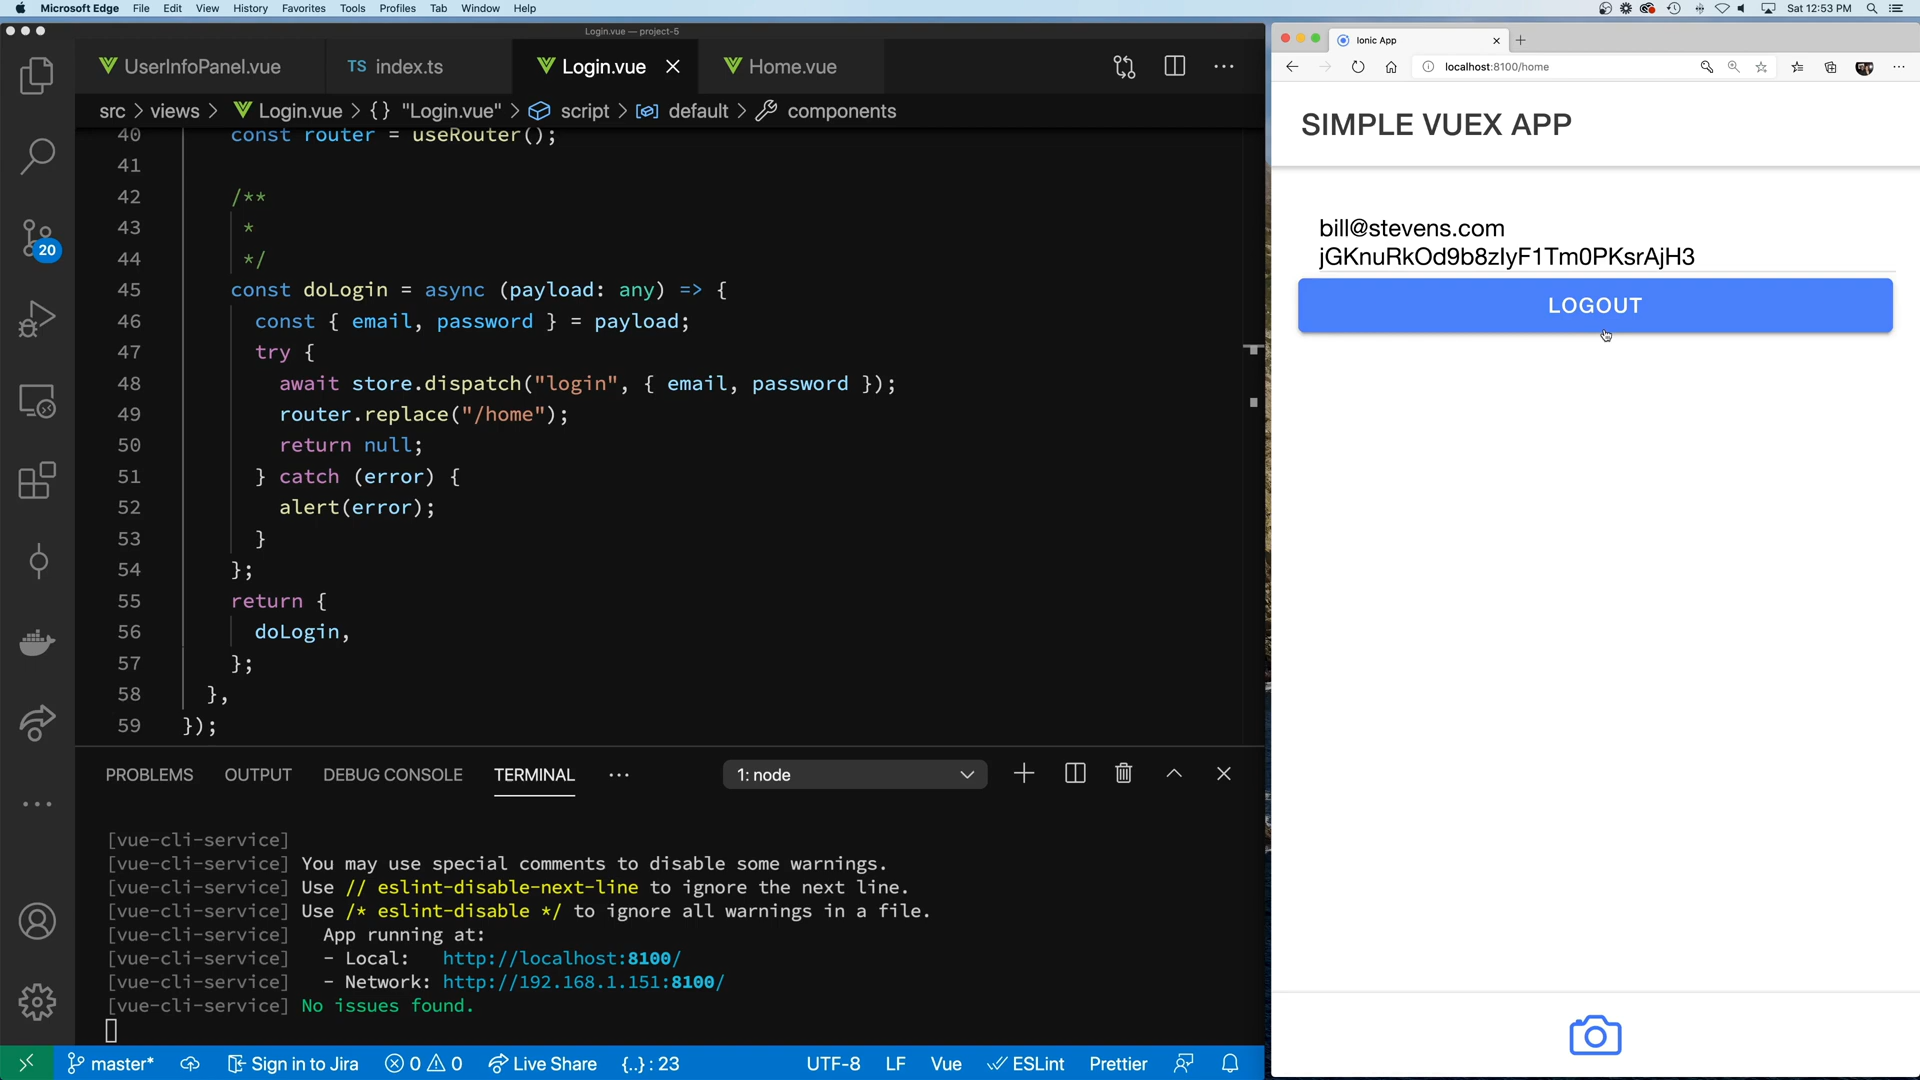 Microsoft Edge File Edit View History Favorites Tools Profiles Tab Window Help
Sat 12:53 PM
Login.vue — project-5
UserInfoPanel.vue
TS index.ts
Login.vue
Home.vue
src > views > Login.vue > {} "Login.vue" > script > default > components
40 const router = useRouter();
41
42 /**
43 *
44 */
45 const doLogin = async (payload: any) => {
46 const { email, password } = payload;
47 try {
48 await store.dispatch("login", { email, password });
49 router.replace("/home");
50 return null;
51 } catch (error) {
52 alert(error);
53 }
54 };
55 return {
56 doLogin,
57 };
58 },
59 });
20
PROBLEMS OUTPUT DEBUG CONSOLE TERMINAL ··· 1: node
[vue-cli-service]
[vue-cli-service] You may use special comments to disable some warnings.
[vue-cli-service] Use // eslint-disable-next-line to ignore the next line.
[vue-cli-service] Use /* eslint-disable */ to ignore all warnings in a file.
[vue-cli-service] App running at:
[vue-cli-service] - Local: http://localhost:8100/
[vue-cli-service] - Network: http://192.168.1.151:8100/
[vue-cli-service] No issues found.
master* Sign in to Jira 0 0 Live Share {..} : 23 UTF-8 LF Vue ESLint Prettier
Ionic App
localhost:8100/home
SIMPLE VUEX APP
bill@stevens.com
jGKnuRkOd9b8zIyF1Tm0PKsrAjH3
LOGOUT